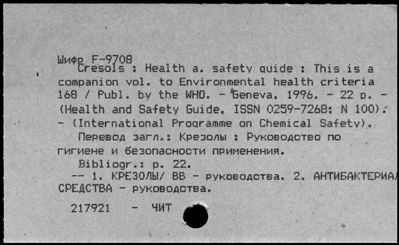 Шифр F-9708
Cresols : Health a. safety guide : This is a
companion vol. to Environmental health criteria
168 / Publ. by the WHO. - Geneva. 1996. - 22 p. -
(Health and Safety Guide, ISSN 0259-7268; N 100).
- (International Programme on Chemical Safety).
Перевод загл.: Крезолы : Руководство по
гигиене и безопасности применения.
Bibliogr.: p. 22.
-- 1. КРЕЗОЛЫ/ ВВ - руководства. 2. АНТИБАКТЕРИА
СРЕДСТВА - руководства.
217921 - ЧИТ